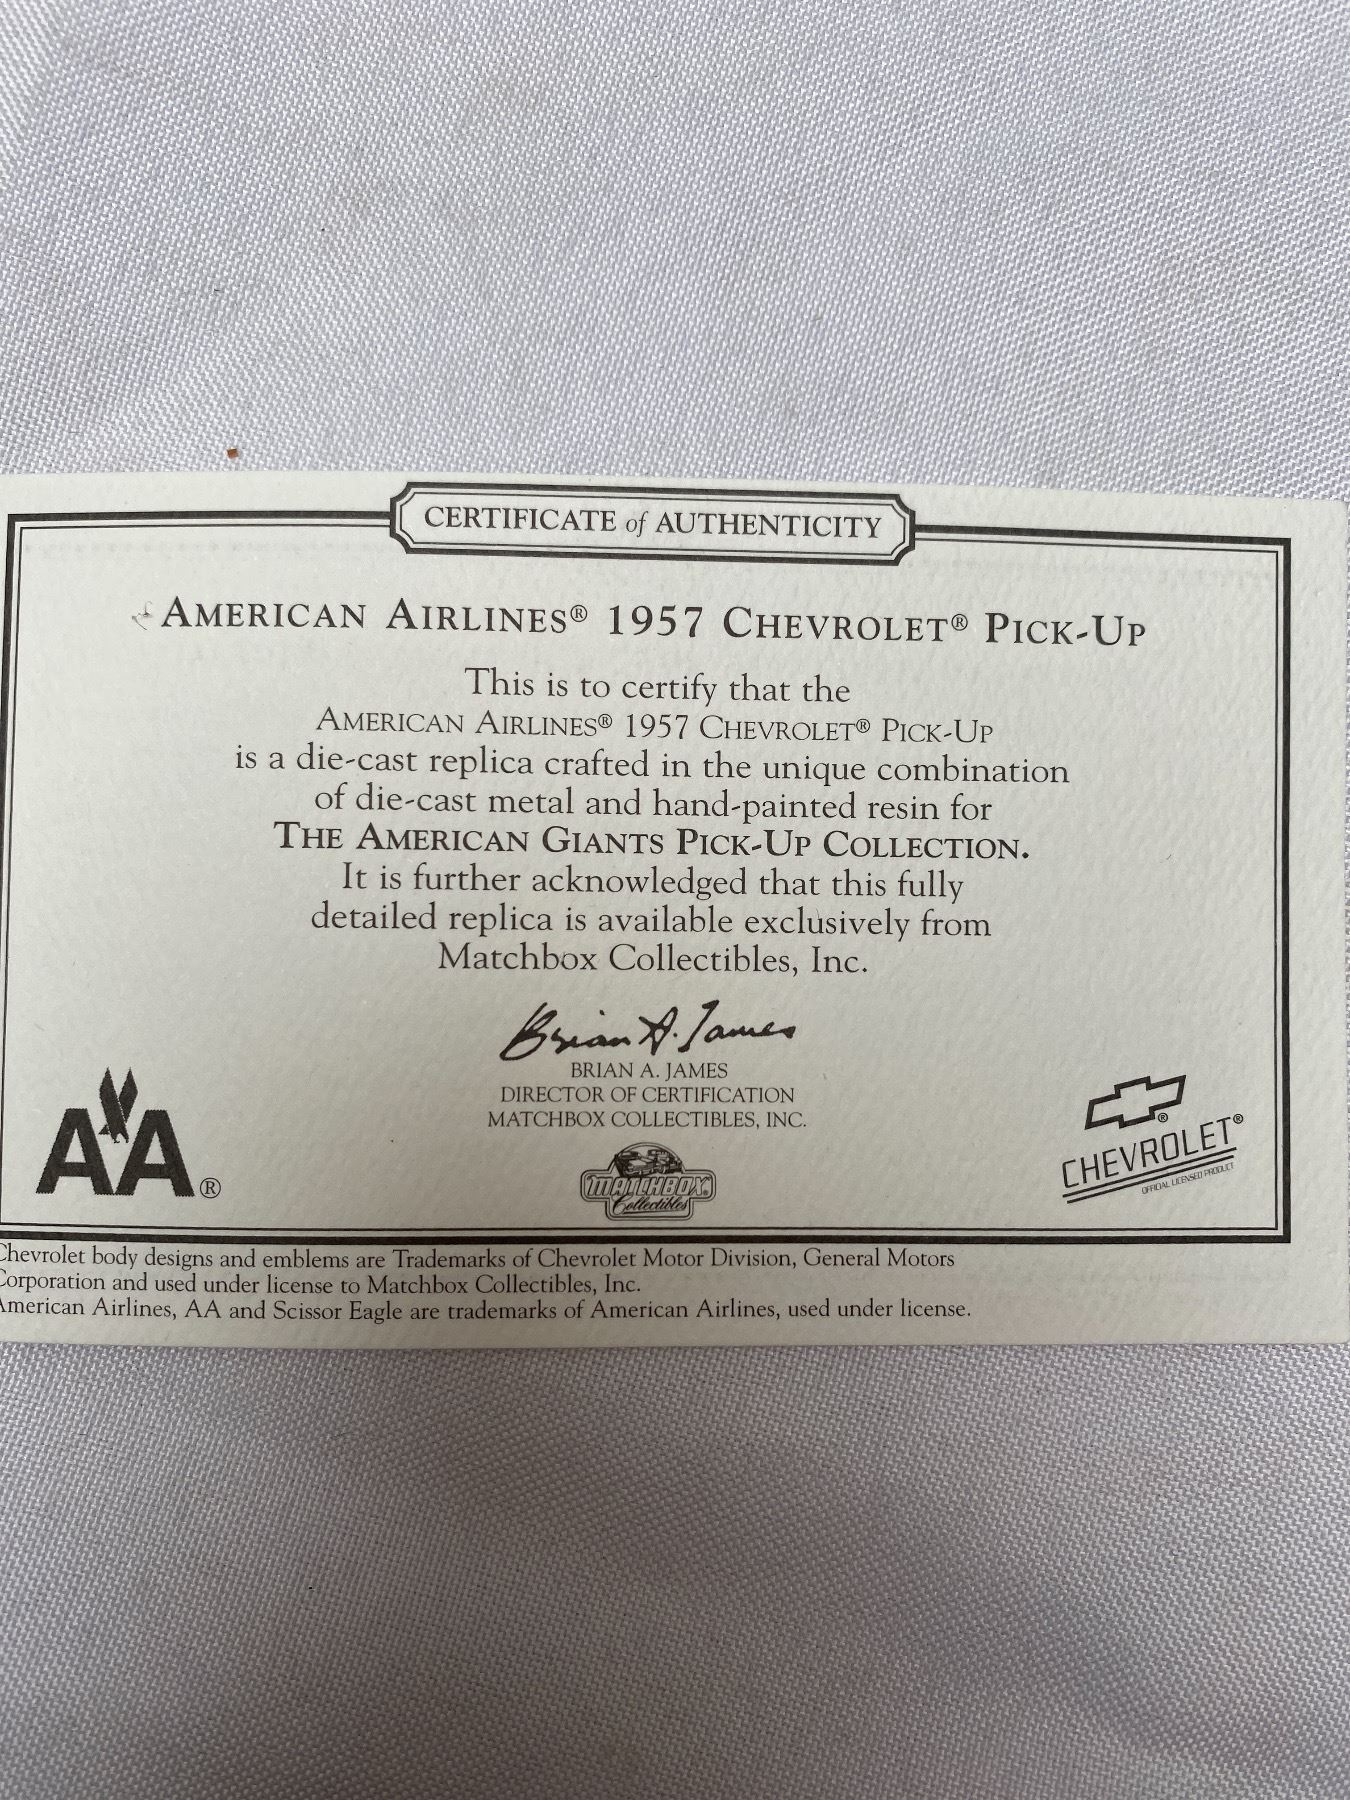 CERTIFICATE of AUTHENTICITY
AMERICAN AIRLINES® 1957 CHEVROLET® PICK-UP
This is to certify that the
AMERICAN AIRLINES® 1957 CHEVROLET® PICK-UP
is a die-cast replica crafted in the unique combination
of die-cast metal and hand-painted resin for
THE AMERICAN GIANTS PICK-UP COLLECTION.
It is further acknowledged that this fully
detailed replica is available exclusively from
Matchbox Collectibles, Inc.
Brian A. James
BRIAN A. JAMES
DIRECTOR OF CERTIFICATION
MATCHBOX COLLECTIBLES, INC.
AA®
MATCHBOX®
Collectibles
®
CHEVROLET®
OFFICIAL LICENSED PRODUCT
Chevrolet body designs and emblems are Trademarks of Chevrolet Motor Division, General Motors
Corporation and used under license to Matchbox Collectibles, Inc.
American Airlines, AA and Scissor Eagle are trademarks of American Airlines, used under license.